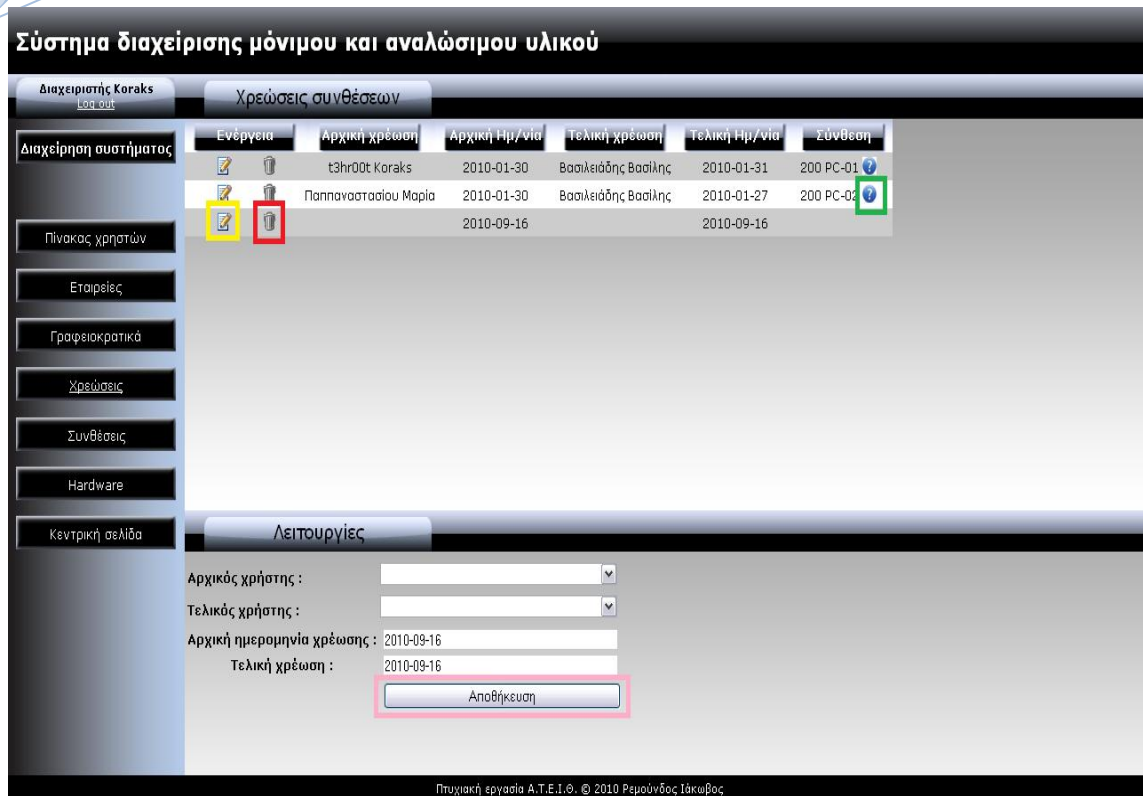 Σύστημα διαχείρισης μόνιμου και αναλώσιμου υλικού
Διαχειριστής Koraks
Log out
Χρεώσεις συνθέσεων
Διαχείρηση συστήματος
Πίνακας χρηστών
Εταιρείες
Γραφειοκρατικά
Χρεώσεις
Συνθέσεις
Hardware
Κεντρική σελίδα
Ενέργεια Αρχική χρέωση Αρχική Ημ/νία Τελική χρέωση Τελική Ημ/νία Σύνθεση
t3hr00t Koraks 2010-01-30 Βασιλειάδης Βασίλης 2010-01-31 200 PC-01
Παππαναστασίου Μαρία 2010-01-30 Βασιλειάδης Βασίλης 2010-01-27 200 PC-02
2010-09-16 2010-09-16
Λειτουργίες
Αρχικός χρήστης :
Τελικός χρήστης :
Αρχική ημερομηνία χρέωσης : 2010-09-16
Τελική χρέωση : 2010-09-16
Αποθήκευση
Πτυχιακή εργασία Α.Τ.Ε.Ι.Θ. © 2010 Ρεμούνδος Ιάκωβος